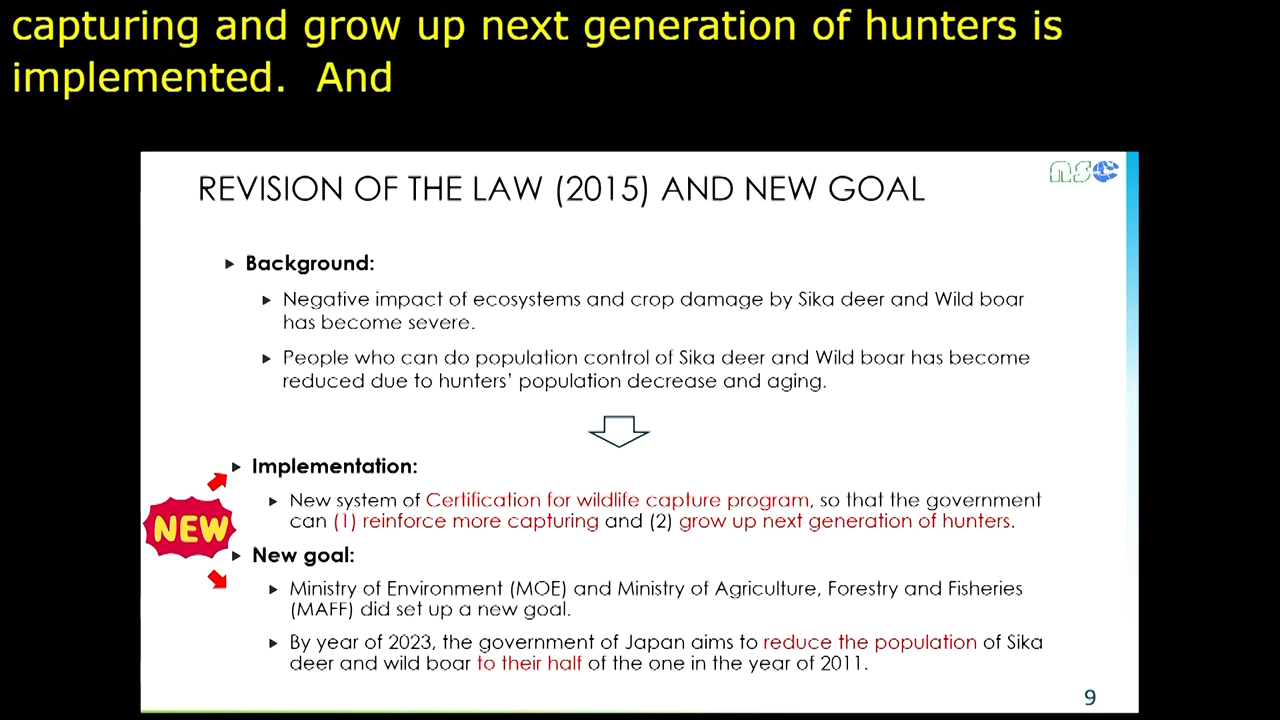 capturing and grow up next generation of hunters is
implemented.  And
REVISION OF THE LAW (2015) AND NEW GOAL
nsc
Background:
Negative impact of ecosystems and crop damage by Sika deer and Wild boar
has become severe.
People who can do population control of Sika deer and Wild boar has become
reduced due to hunters' population decrease and aging.
Implementation:
New system of Certification for wildlife capture program, so that the government
can (1) reinforce more capturing and (2) grow up next generation of hunters.
NEW
New goal:
Ministry of Environment (MOE) and Ministry of Agriculture, Forestry and Fisheries
(MAFF) did set up a new goal.
By year of 2023, the government of Japan aims to reduce the population of Sika
deer and wild boar to their half of the one in the year of 2011.
9